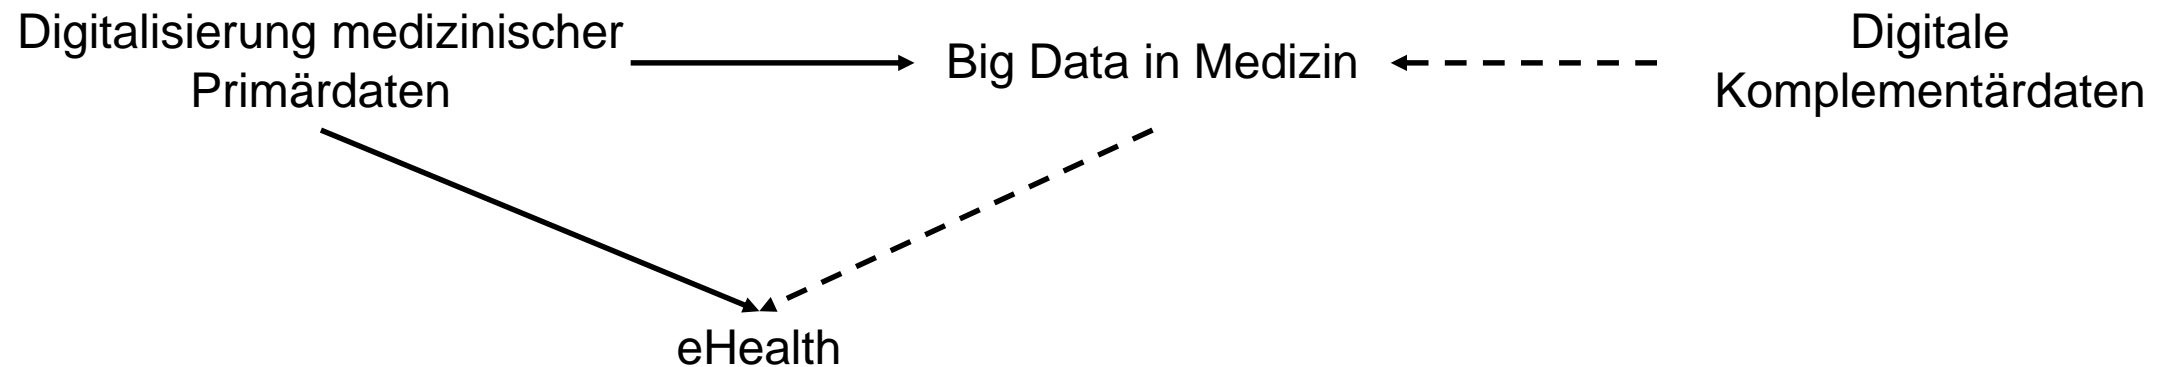 Digitalisierung medizinischer
Primärdaten
Big Data in Medizin
Digitale
Komplementärdaten
eHealth